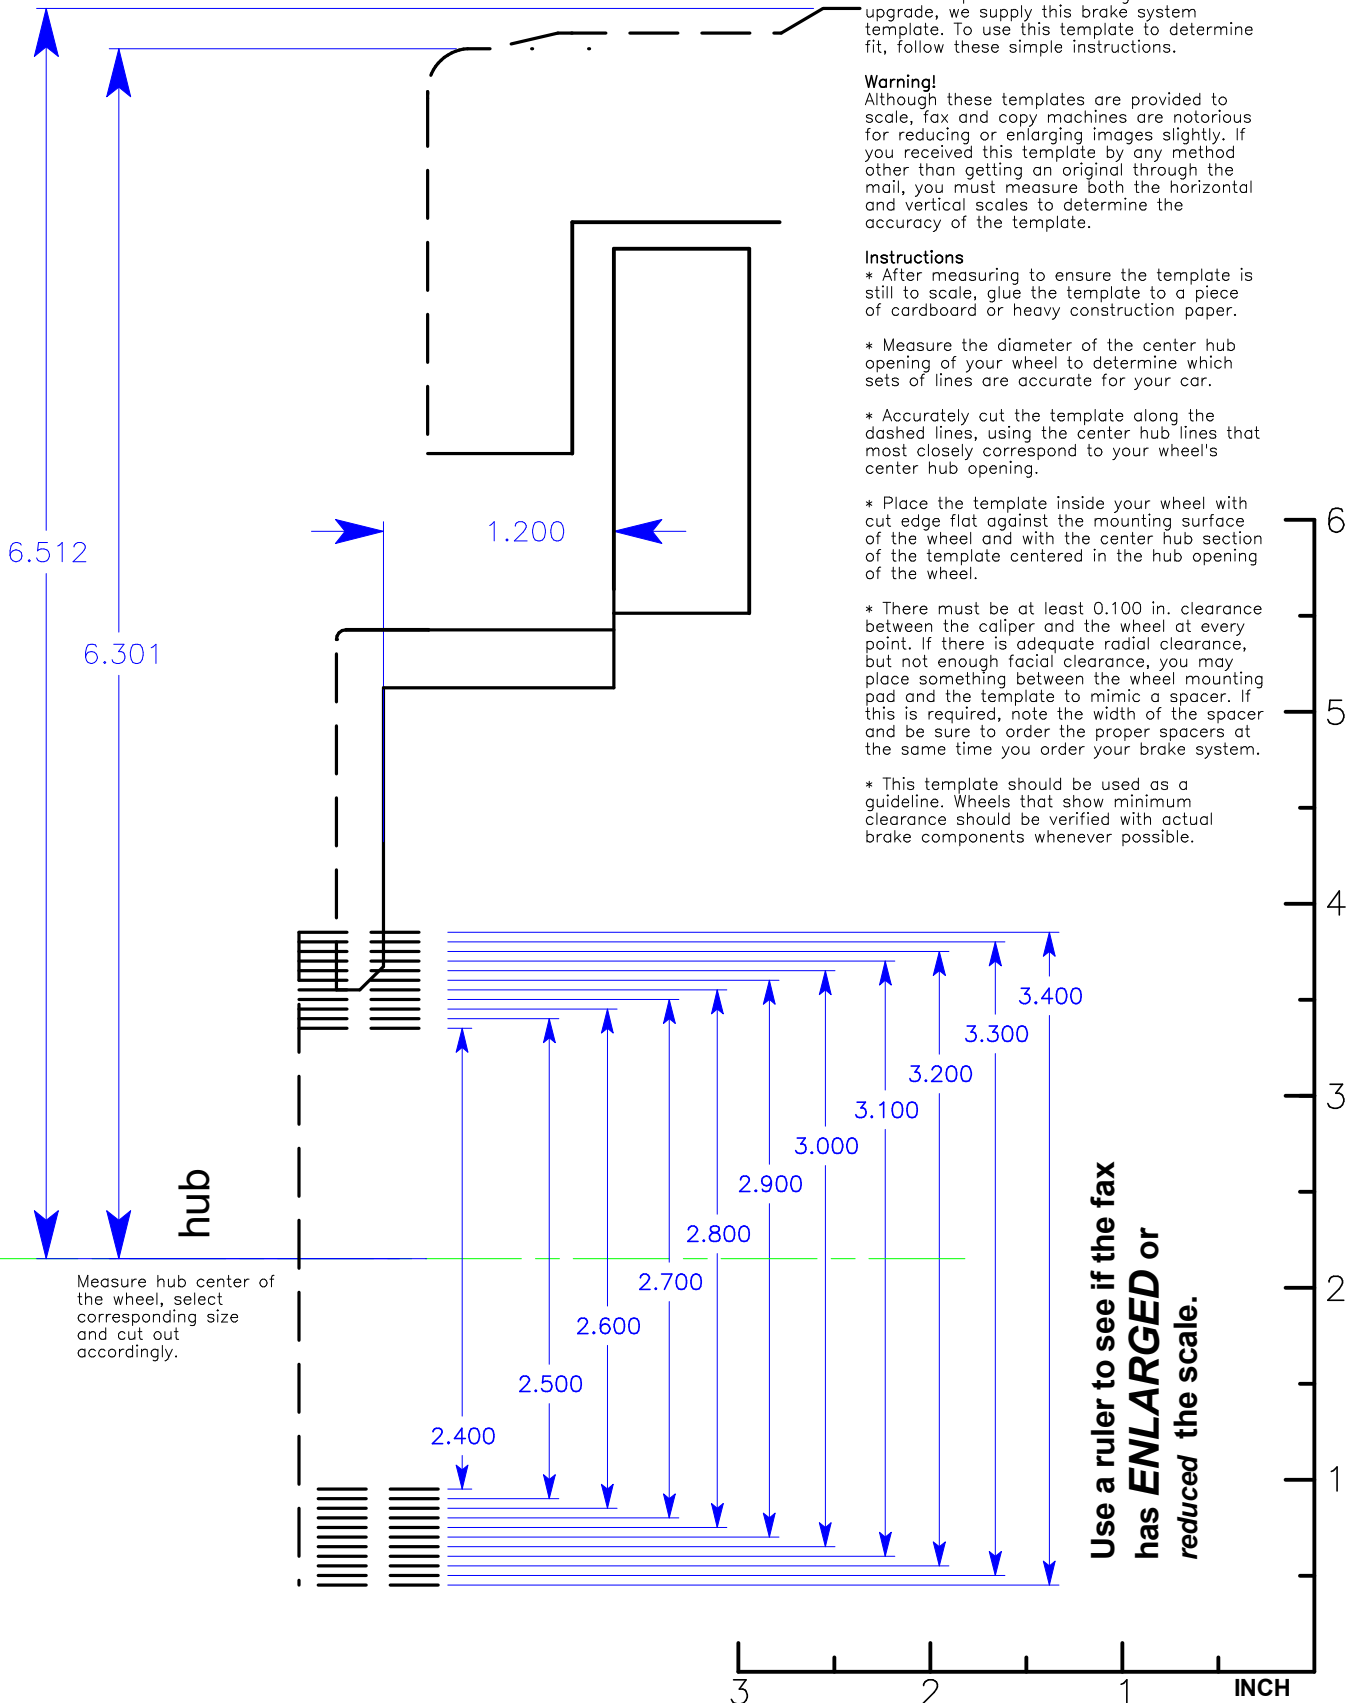 upgrade, we supply this brake system
template. To use this template to determine
fit, follow these simple instructions.
Warning!
Although these templates are provided to
scale, fax and copy machines are notorious
for reducing or enlarging images slightly. If
you received this template by any method
other than getting an original through the
mail, you must measure both the horizontal
and vertical scales to determine the
accuracy of the template.
Instructions
* After measuring to ensure the template is
still to scale, glue the template to a piece
of cardboard or heavy construction paper.
* Measure the diameter of the center hub
opening of your wheel to determine which
sets of lines are accurate for your car.
* Accurately cut the template along the
dashed lines, using the center hub lines that
most closely correspond to your wheel's
center hub opening.
* Place the template inside your wheel with
cut edge flat against the mounting surface
of the wheel and with the center hub section
of the template centered in the hub opening
of the wheel.
* There must be at least 0.100 in. clearance
between the caliper and the wheel at every
point. If there is adequate radial clearance,
but not enough facial clearance, you may
place something between the wheel mounting
pad and the template to mimic a spacer. If
this is required, note the width of the spacer
and be sure to order the proper spacers at
the same time you order your brake system.
* This template should be used as a
guideline. Wheels that show minimum
clearance should be verified with actual
brake components whenever possible.
6.512
6.301
1.200
3.400
3.300
3.200
3.100
3.000
2.900
2.800
2.700
2.600
2.500
2.400
hub
Measure hub center of
the wheel, select
corresponding size
and cut out
accordingly.
Use a ruler to see if the fax
has ENLARGED or
reduced the scale.
6
5
4
3
2
1
3
2
1
INCH